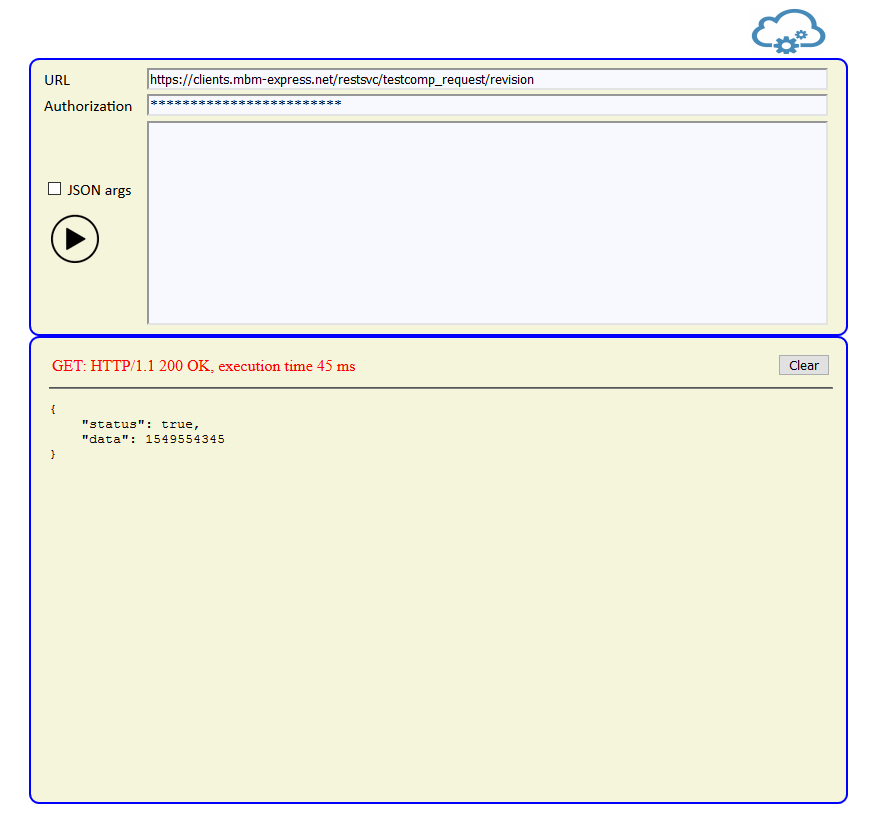 URL
https://clients.mbm-express.net/restsvc/testcomp_request/revision
Authorization
************************
JSON args
GET: HTTP/1.1 200 OK, execution time 45 ms
Clear
{
    "status": true,
    "data": 1549554345
}